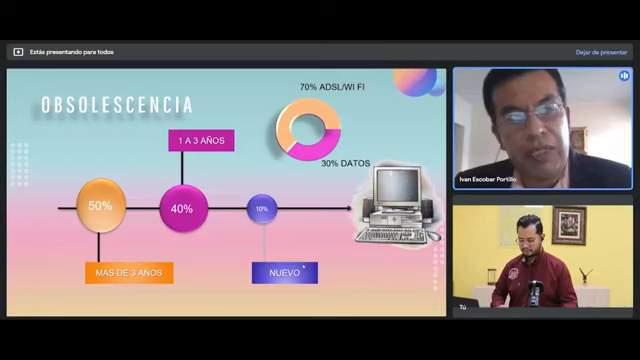 Estás presentando para todos
Dejar de presentar
OBSOLESCENCIA
70% ADSL/WI FI
1 A 3 AÑOS
30% DATOS
50%
40%
10%
MAS DE 3 AÑOS
NUEVO
Ivan Escobar Portillo
Tú